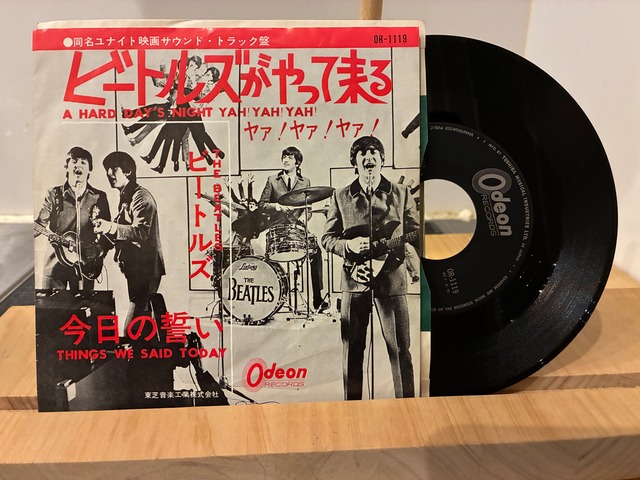 ●同名ユナイト映画サウンド・トラック盤
OR-1119
ビートルズがやって来る
A HARD DAY'S NIGHT YAH! YAH! YAH!
ヤァ!ヤァ!ヤァ!
THE BEATLES
ビートルズ
Ludwig
THE
BEATLES
今日の誓い
THINGS WE SAID TODAY
Odeon
RECORDS
東芝音楽工業株式会社
Odeon
RECORDS
OR-1119